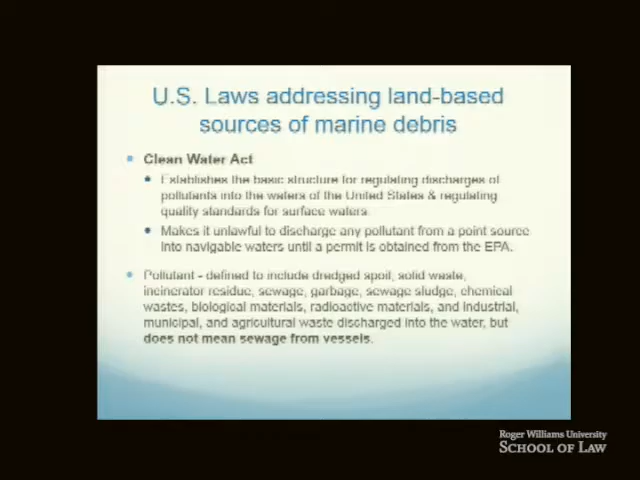 U.S. Laws addressing land-based
sources of marine debris
Clean Water Act
Establishes the basic structure for regulating discharges of
pollutants into the waters of the United States & regulating
quality standards for surface waters.
Makes it unlawful to discharge any pollutant from a point source
into navigable waters until a permit is obtained from the EPA.
Pollutant - defined to include dredged spoil, solid waste,
incinerator residue, sewage, garbage, sewage sludge, chemical
wastes, biological materials, radioactive materials, and industrial,
municipal, and agricultural waste discharged into the water, but
does not mean sewage from vessels.
Roger Williams University
SCHOOL OF LAW